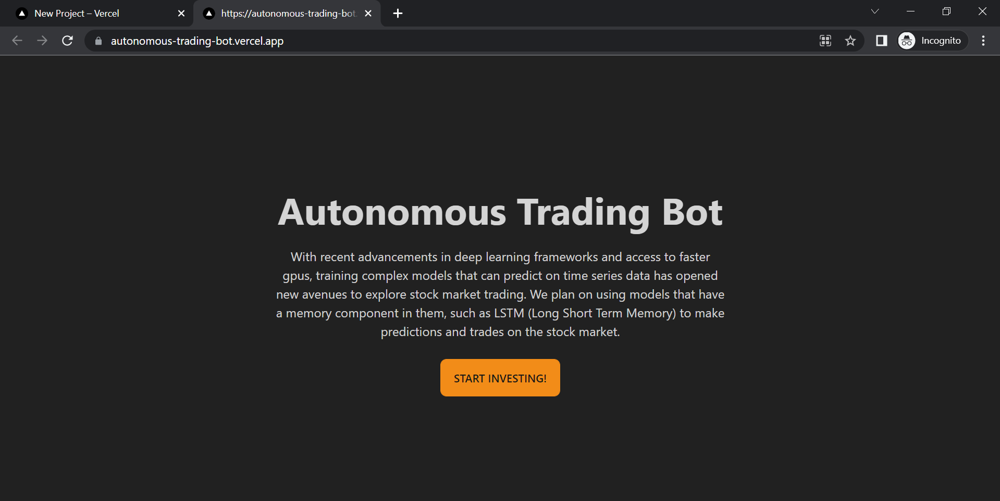 New Project – Vercel
https://autonomous-trading-bot.
autonomous-trading-bot.vercel.app
Incognito
Autonomous Trading Bot
With recent advancements in deep learning frameworks and access to faster
gpus, training complex models that can predict on time series data has opened
new avenues to explore stock market trading. We plan on using models that have
a memory component in them, such as LSTM (Long Short Term Memory) to make
predictions and trades on the stock market.
START INVESTING!